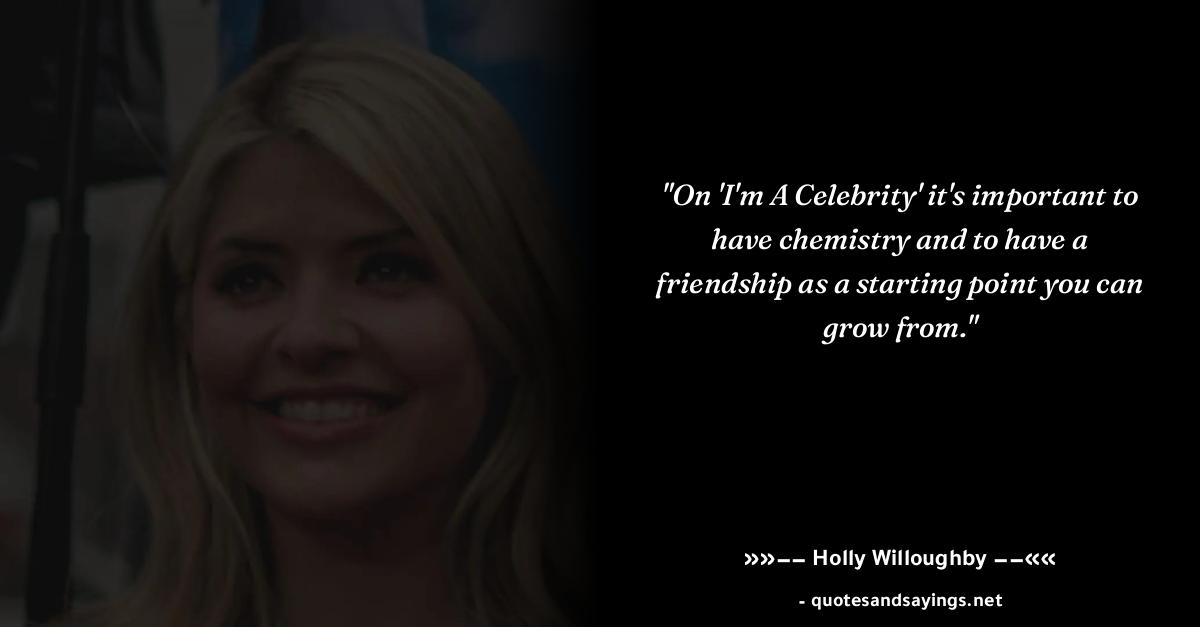 "On 'I'm A Celebrity' it's important to
have chemistry and to have a
friendship as a starting point you can
grow from."
»»–– Holly Willoughby ––««
- quotesandsayings.net